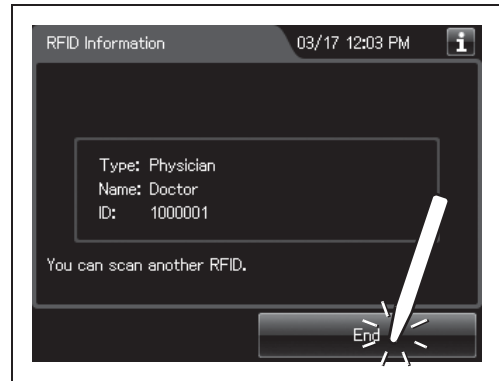 RFID Information 03/17 12:03 PM i
Type: Physician
Name: Doctor
ID: 1000001
You can scan another RFID.
End